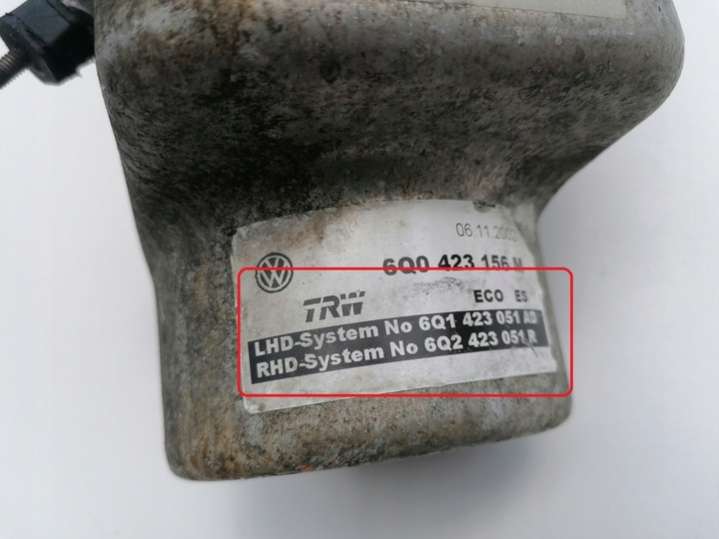 06.11.200
6Q0 423 156 M
TRW
ECO ES
LHD-System No 6Q1 423 051 AD
RHD-System No 6Q2 423 051 R